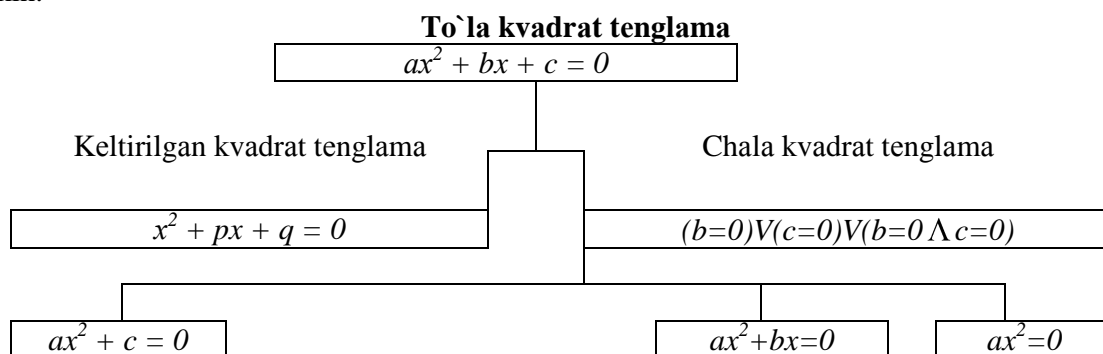 To`la kvadrat tenglama
ax² + bx + c = 0
Keltirilgan kvadrat tenglama
Chala kvadrat tenglama
x² + px + q = 0
(b=0)V(c=0)V(b=0 Λ c=0)
ax² + c = 0
ax²+bx=0
ax²=0